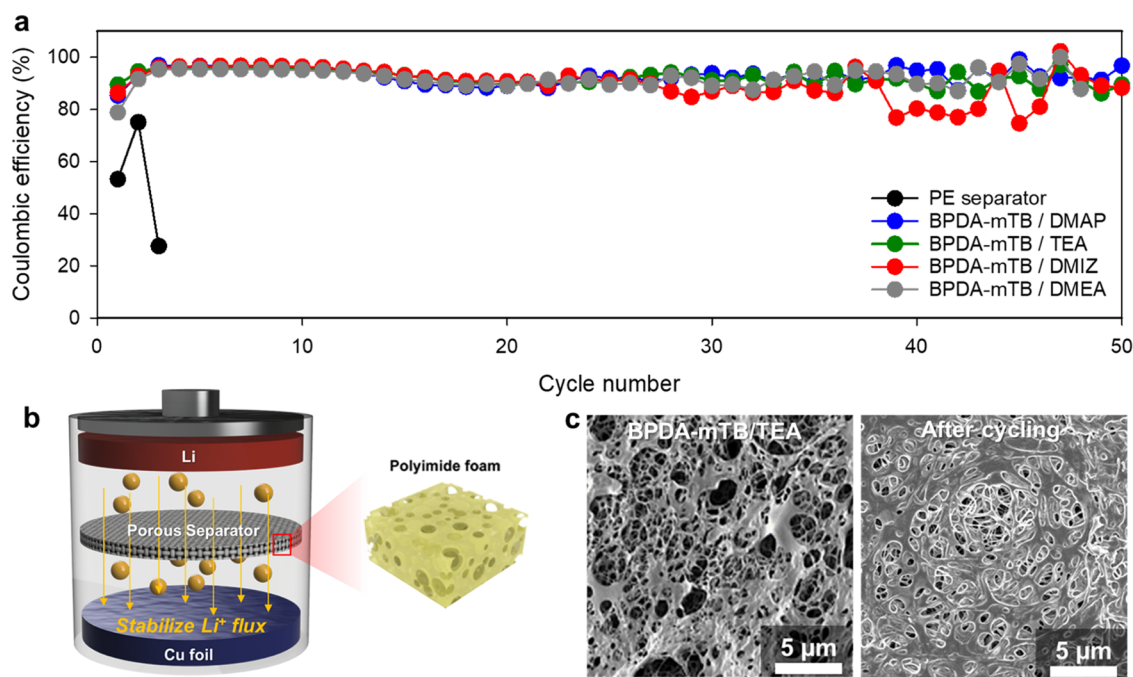 a
Coulombic efficiency (%)
100
80
60
40
20
0
PE separator
BPDA-mTB / DMAP
BPDA-mTB / TEA
BPDA-mTB / DMIZ
BPDA-mTB / DMEA
0
10
20
30
40
50
Cycle number
b
Li
Porous Separator
Stabilize Li⁺ flux
Cu foil
Polyimide foam
c
BPDA-mTB/TEA
5 µm
After cycling
5 µm